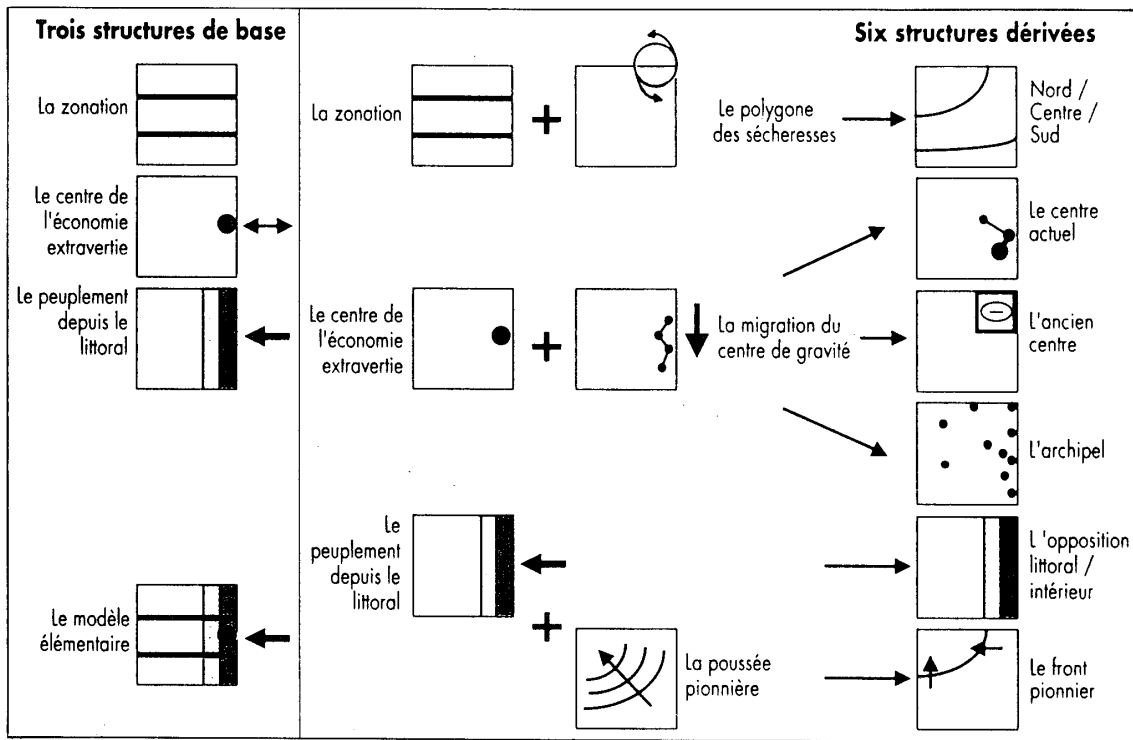 Trois structures de base
La zonation
Le centre de
l'économie
extravertie
Le peuplement
depuis le
littoral
Le modèle
élémentaire
La zonation
Le polygone
des sécheresses
Le centre de
l'économie
extravertie
La migration du
centre de gravité
Le
peuplement
depuis le
littoral
La poussée
pionnière
Six structures dérivées
Nord /
Centre /
Sud
Le centre
actuel
L'ancien
centre
L'archipel
L 'opposition
littoral /
intérieur
Le front
pionnier